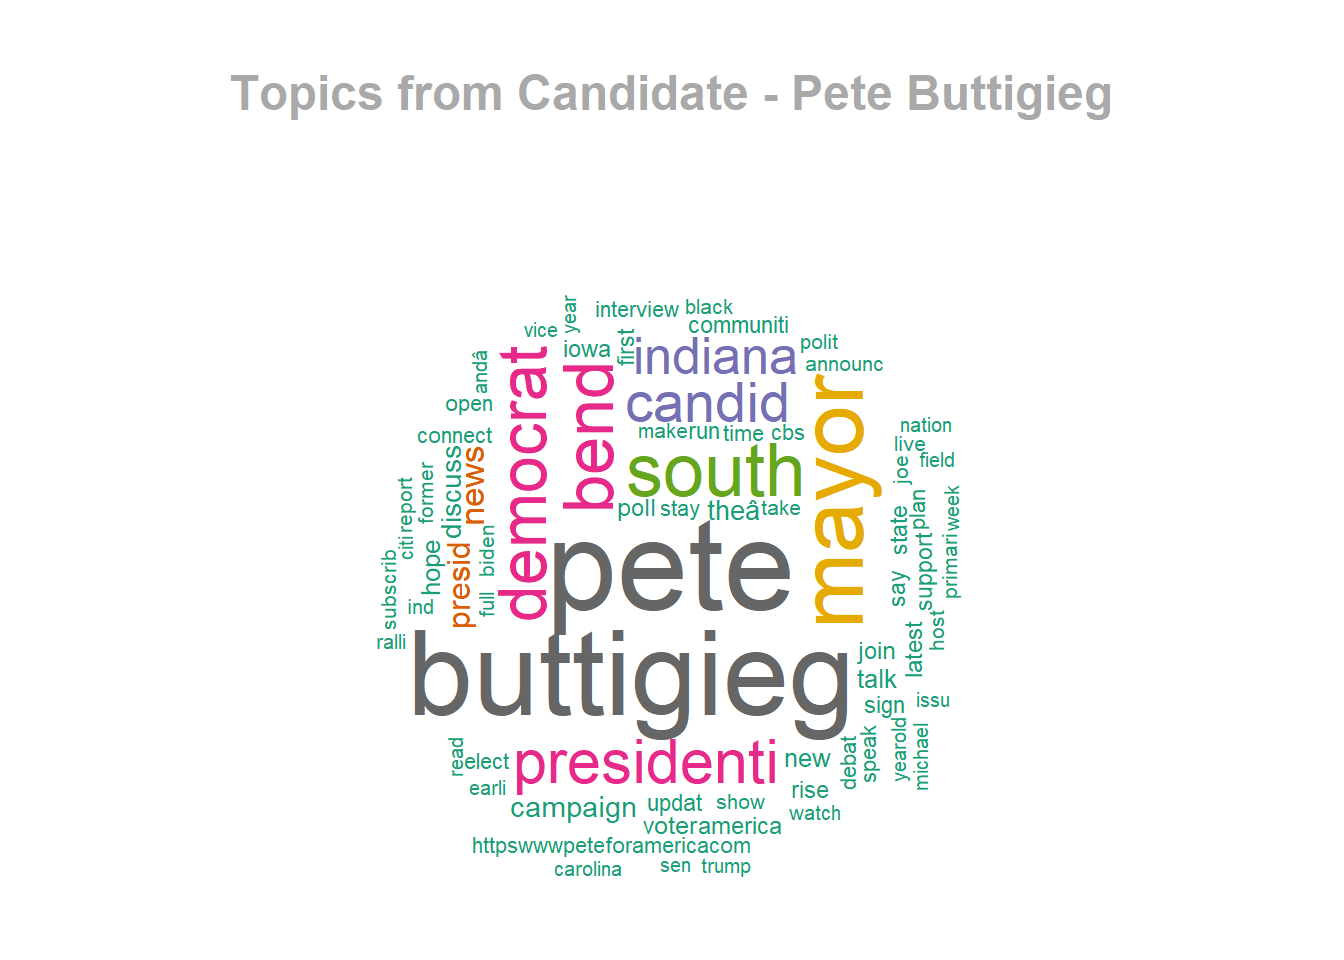 Topics from Candidate - Pete Buttigieg
year
interview
black
vice
communiti
first
iowa
indiana
polit
announc
andâ
democrat
bend
candid
mayor
open
connect
make
run
time
cbs
nation
live
joe
field
discuss
news
south
former
report
citi
poll
stay
theâ
take
state
plan
week
pete
hope
presid
biden
full
subscrib
ind
ralli
say
support
primari
host
buttigieg
join
latest
talk
sign
issu
read
elect
earli
presidenti
new
debat
speak
yearold
michael
campaign
updat
show
rise
watch
voter
america
httpswwwpeteforamericacom
carolina
sen
trump